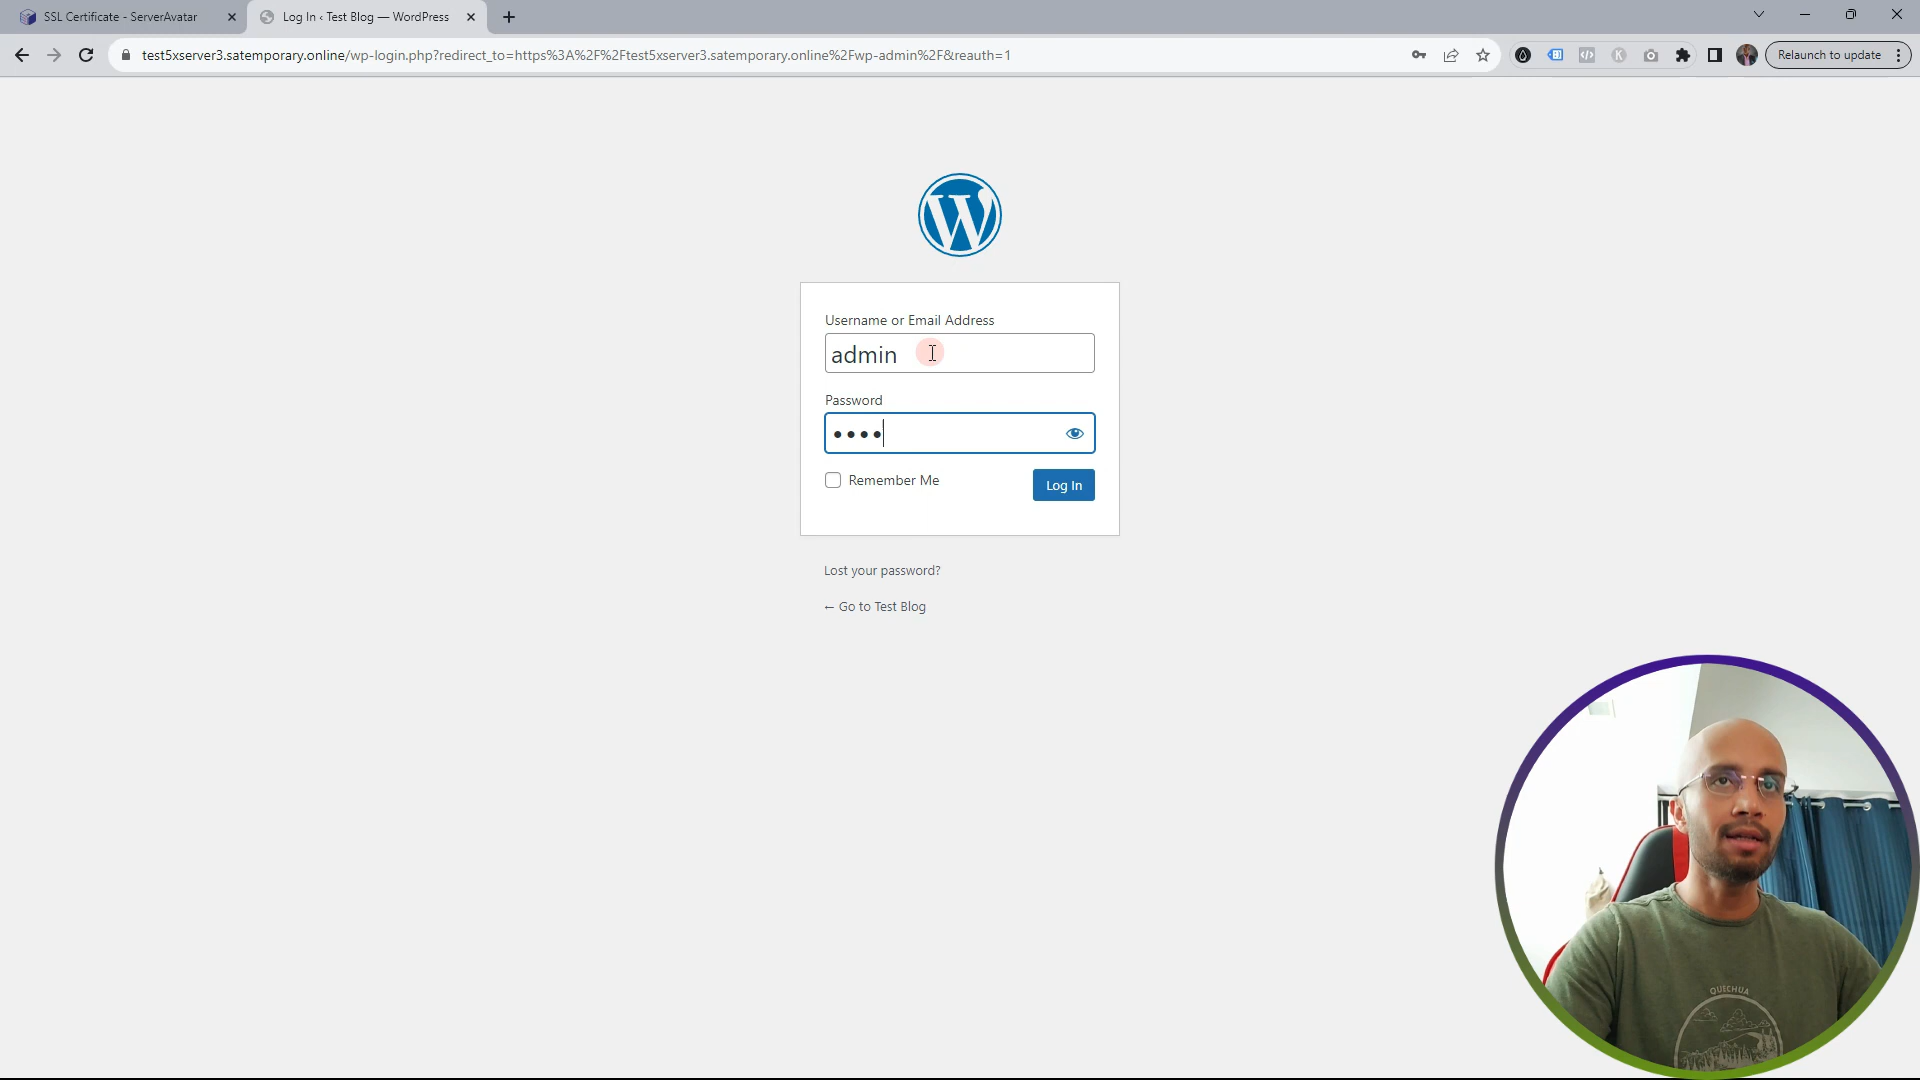 SSL Certificate - ServerAvatar
Log In ‹ Test Blog — WordPress
test5xserver3.satemporary.online/wp-login.php?redirect_to=https%3A%2F%2Ftest5xserver3.satemporary.online%2Fwp-admin%2F&reauth=1
Relaunch to update
Username or Email Address
admin
Password
Remember Me
Log In
Lost your password?
← Go to Test Blog
QUECHUA